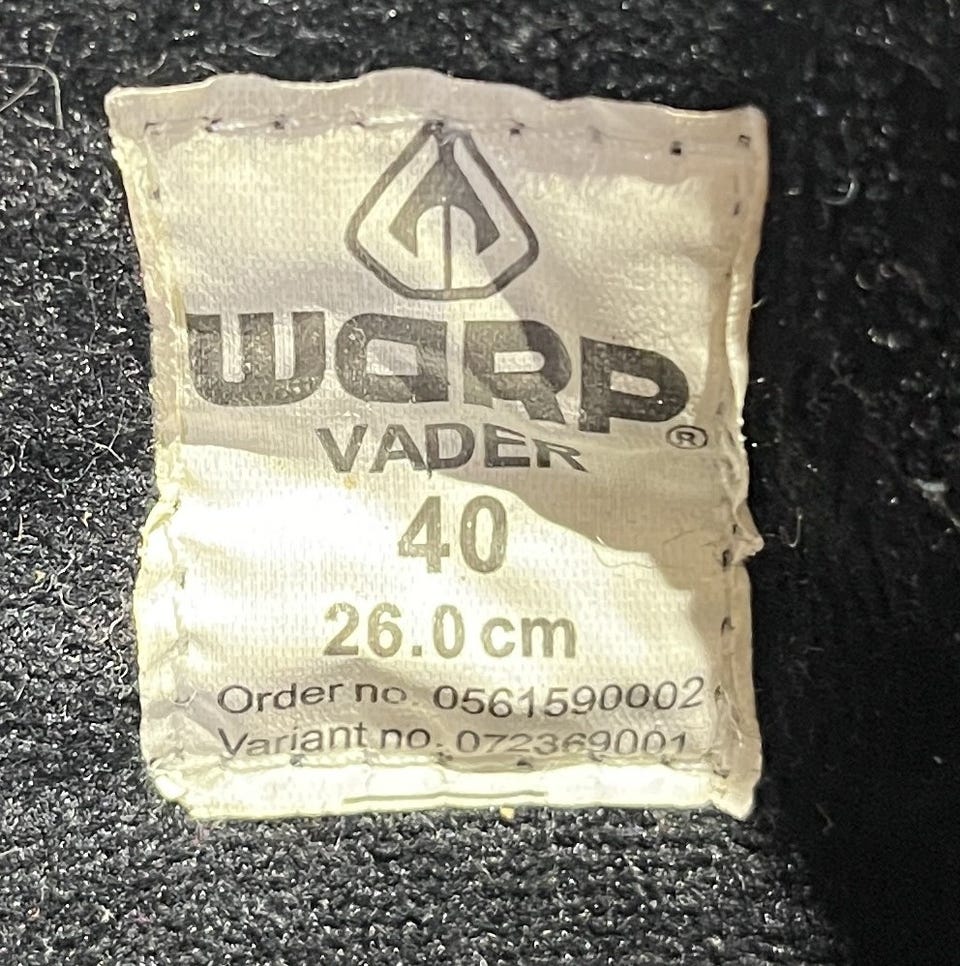 WARP®
VADER
40
26.0 cm
Order no. 0561590002
Variant no. 072369001